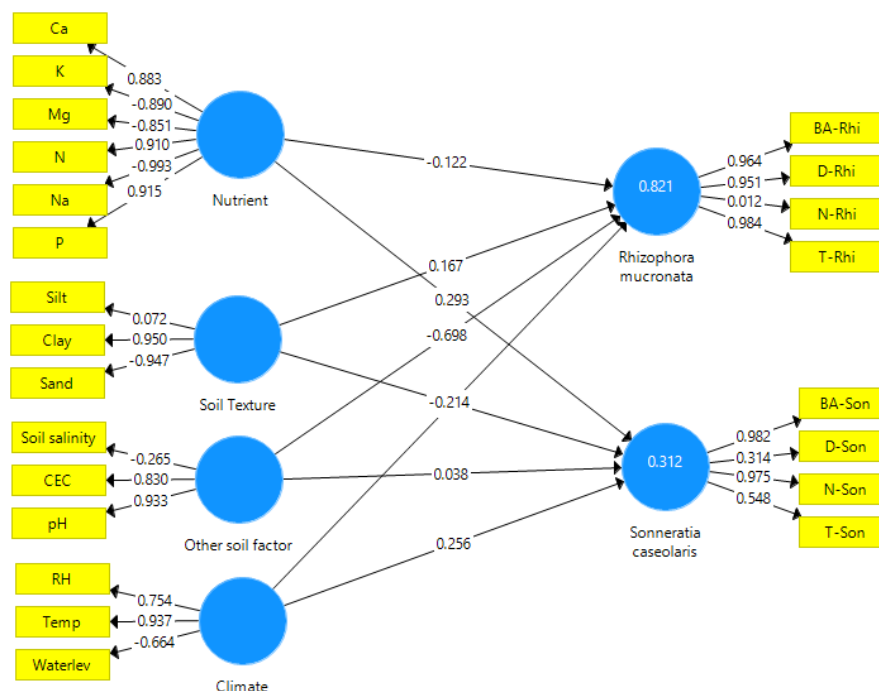 Ca
K
Mg
N
Na
P
0.883
-0.890
-0.851
0.910
-0.993
0.915
Nutrient
Silt
Clay
Sand
0.072
0.950
-0.947
Soil Texture
Soil salinity
CEC
pH
-0.265
0.830
0.933
Other soil factor
RH
Temp
Waterlev
0.754
0.937
-0.664
Climate
-0.122
0.167
0.293
-0.698
-0.214
0.038
0.256
0.821
Rhizophora
mucronata
0.964
0.951
0.012
0.984
BA-Rhi
D-Rhi
N-Rhi
T-Rhi
0.312
Sonneratia
caseolaris
0.982
0.314
0.975
0.548
BA-Son
D-Son
N-Son
T-Son